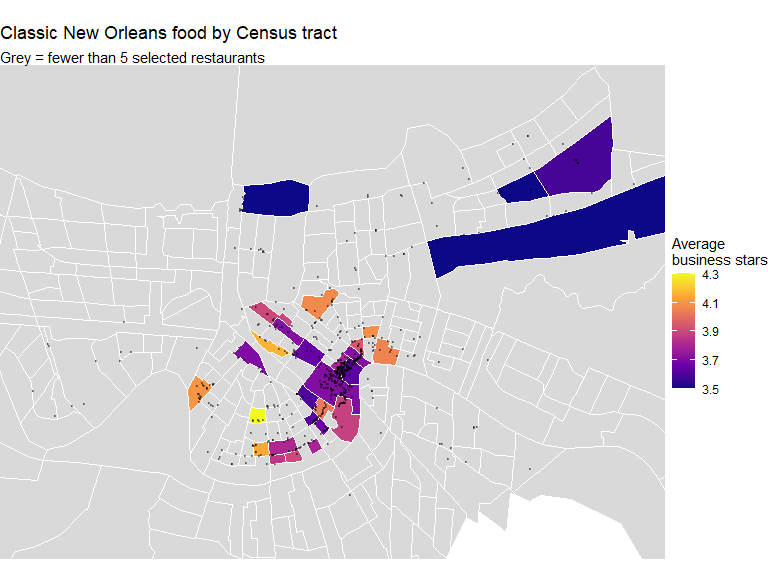 Classic New Orleans food by Census tract
Grey = fewer than 5 selected restaurants
Average
business stars
4.3
4.1
3.9
3.7
3.5